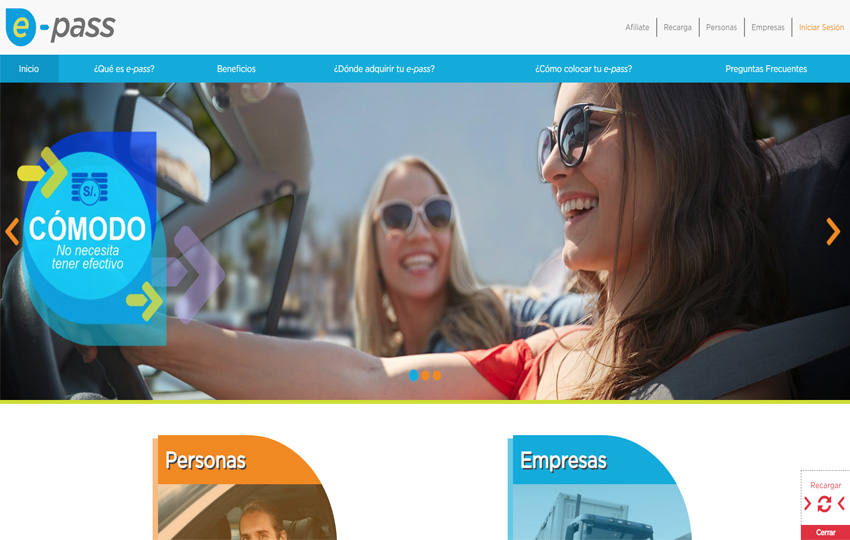 e-pass
Afíliate
Recarga
Personas
Empresas
Iniciar Sesión
Inicio
¿Qué es e-pass?
Beneficios
¿Dónde adquirir tu e-pass?
¿Cómo colocar tu e-pass?
Preguntas Frecuentes
S/.
CÓMODO
No necesita
tener efectivo
Personas
Empresas
Recargar
Cerrar